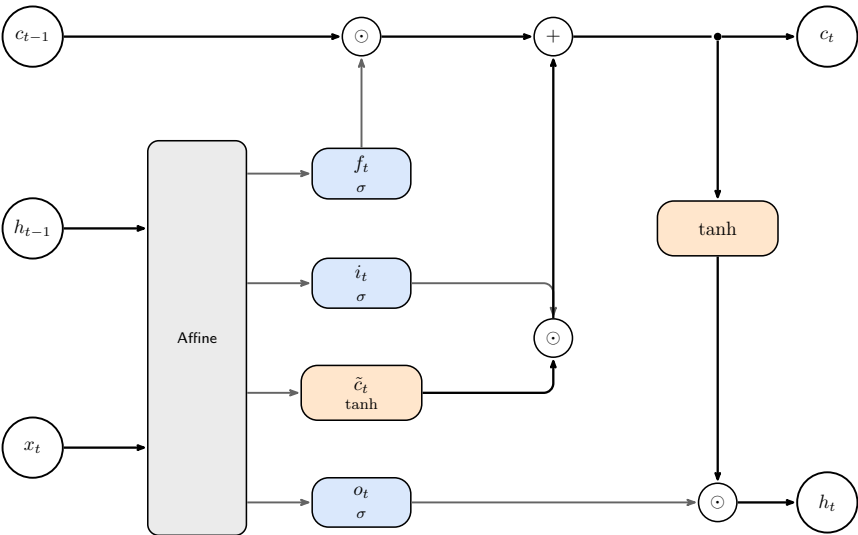 c_{t−1}
⊙
+
c_t
f_t
σ
h_{t−1}
tanh
i_t
σ
Affine
⊙
c̃_t
tanh
x_t
o_t
σ
⊙
h_t